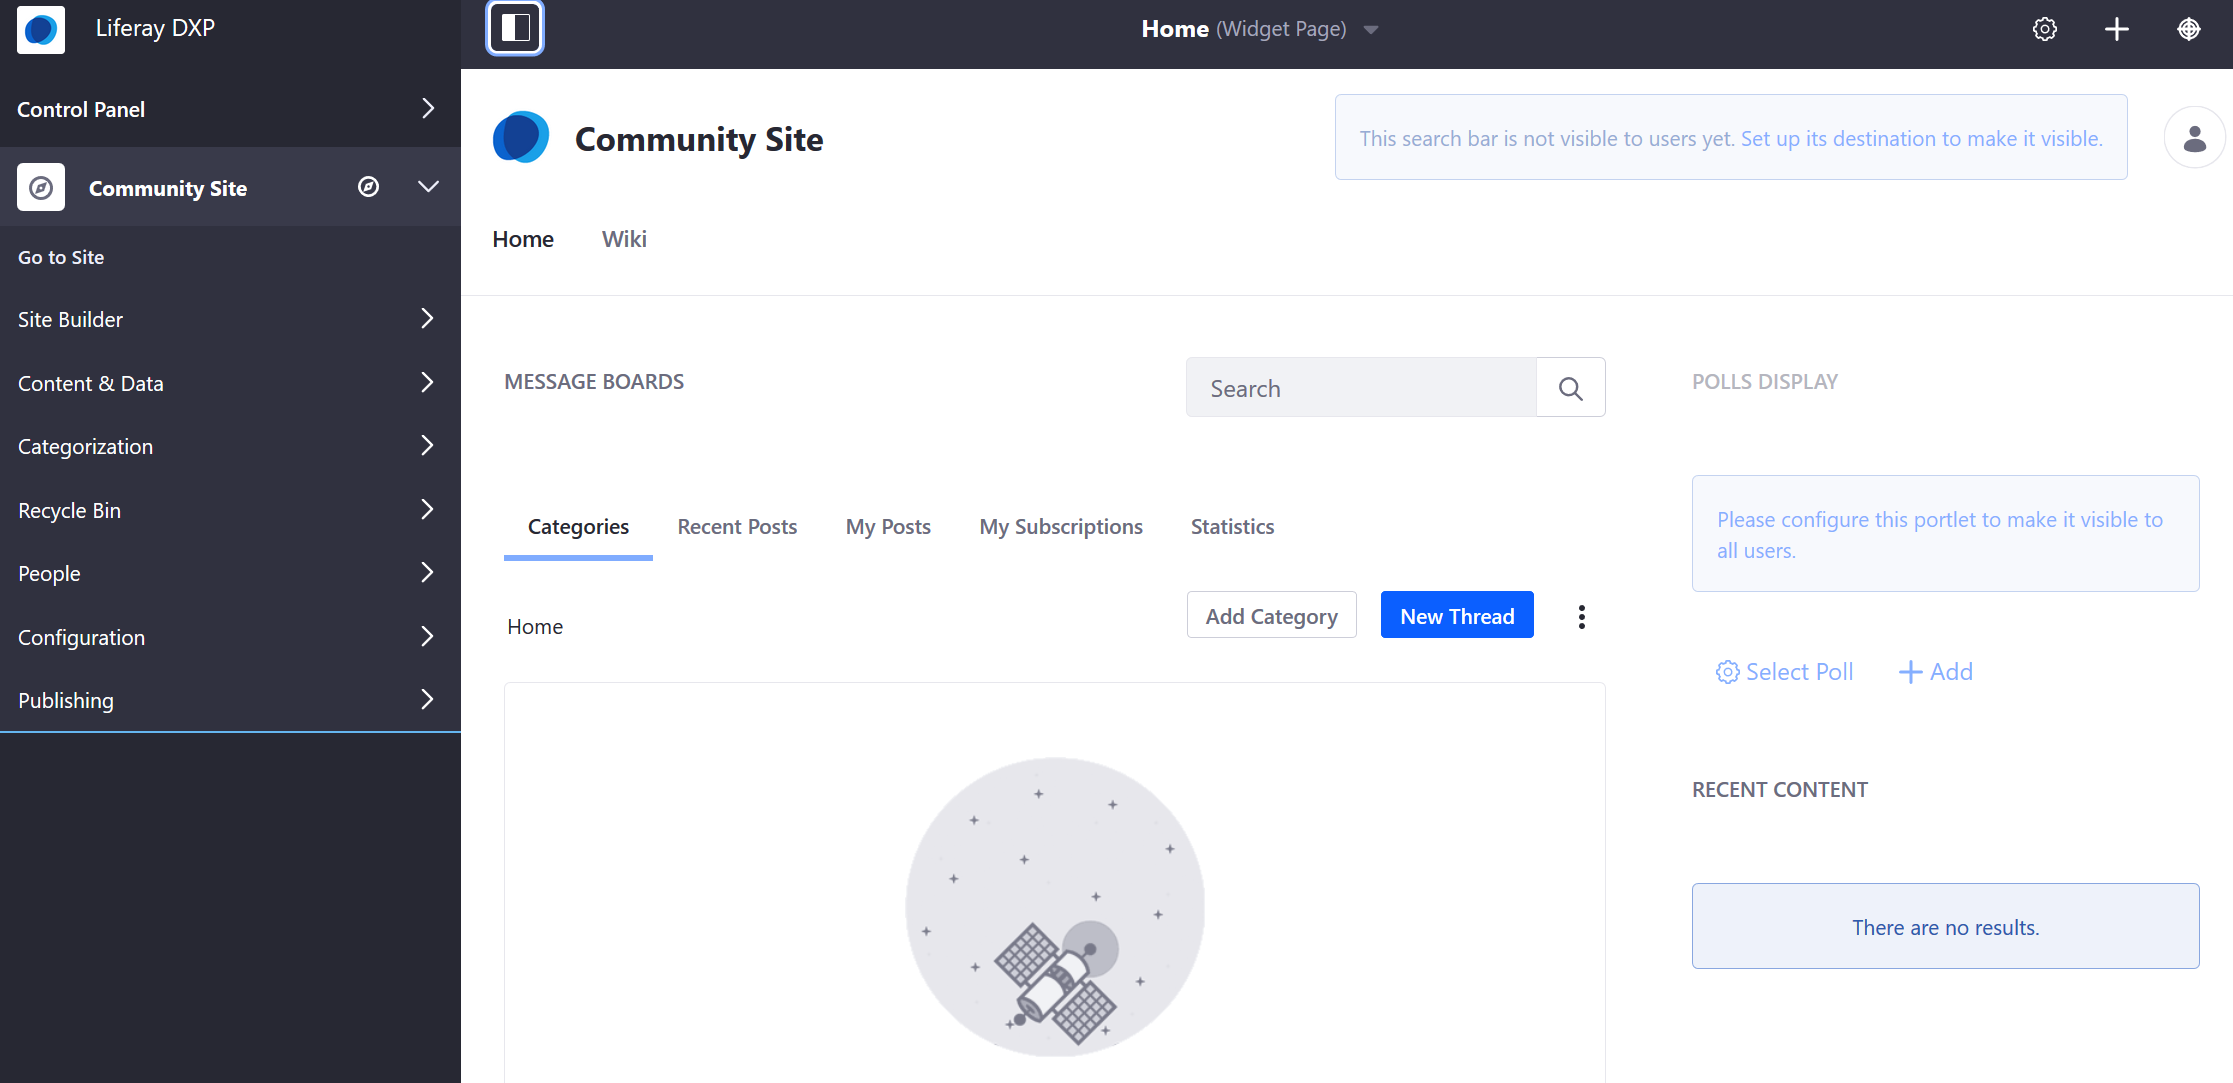 Liferay DXP
Home (Widget Page)
Control Panel
Community Site
Go to Site
Site Builder
Content & Data
Categorization
Recycle Bin
People
Configuration
Publishing
Community Site
This search bar is not visible to users yet. Set up its destination to make it visible.
Home Wiki
MESSAGE BOARDS
Search
Categories Recent Posts My Posts My Subscriptions Statistics
Home
Add Category
New Thread
POLLS DISPLAY
Please configure this portlet to make it visible to
all users.
Select Poll Add
RECENT CONTENT
There are no results.